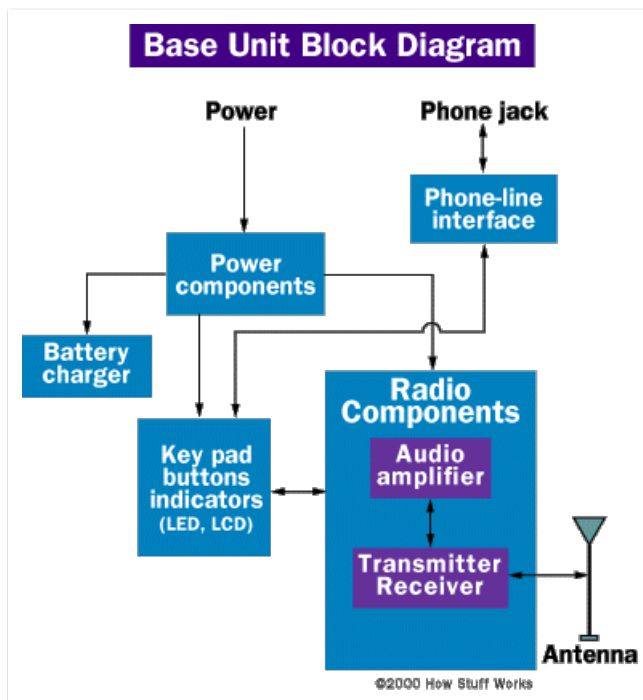 Base Unit Block Diagram
Power
Phone jack
Phone-line
interface
Power
components
Battery
charger
Radio
Components
Key pad
buttons
indicators
(LED, LCD)
Audio
amplifier
Transmitter
Receiver
Antenna
©2000 How Stuff Works